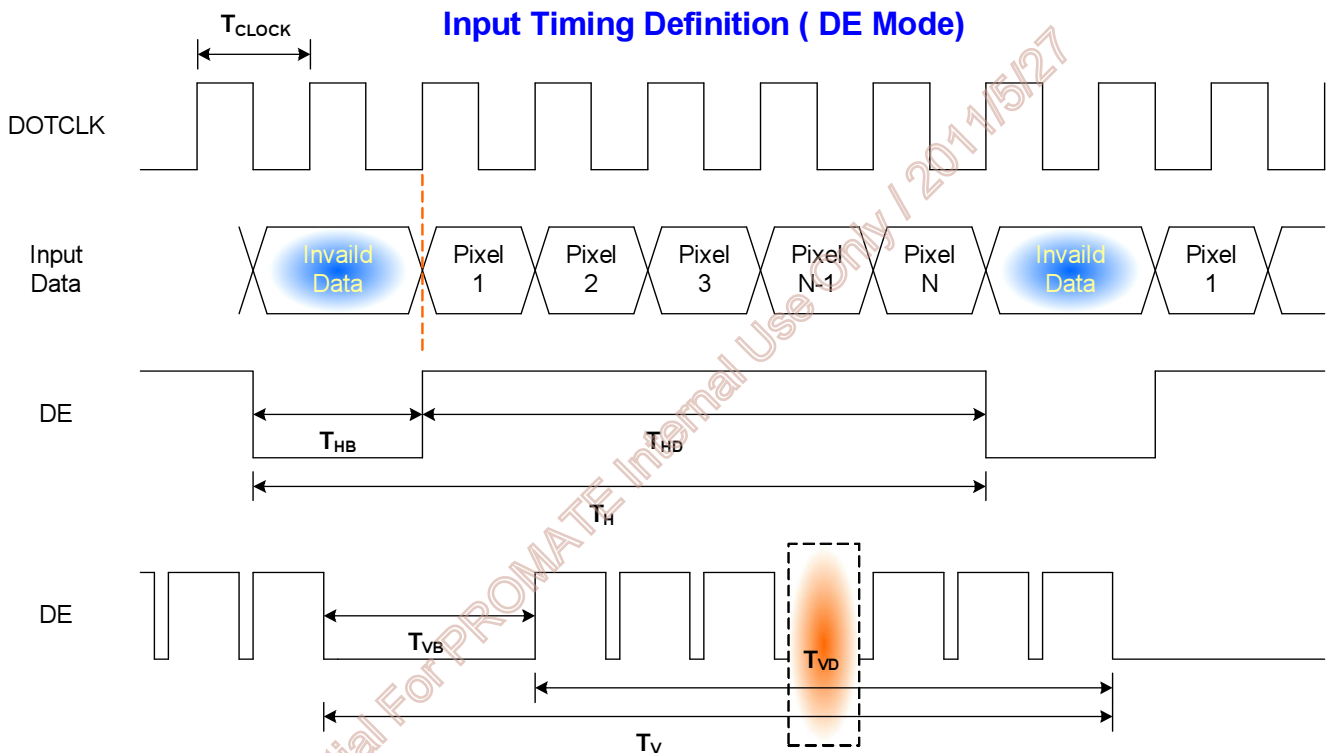 Input Timing Definition ( DE Mode)
TCLOCK
DOTCLK
Input
Data
Invaild
Data
Pixel
1
Pixel
2
Pixel
3
Pixel
N-1
Pixel
N
Invaild
Data
Pixel
1
DE
THB
THD
TH
DE
TVB
TVD
TV
For PROMATE Internal Use Only / 2011/5/27